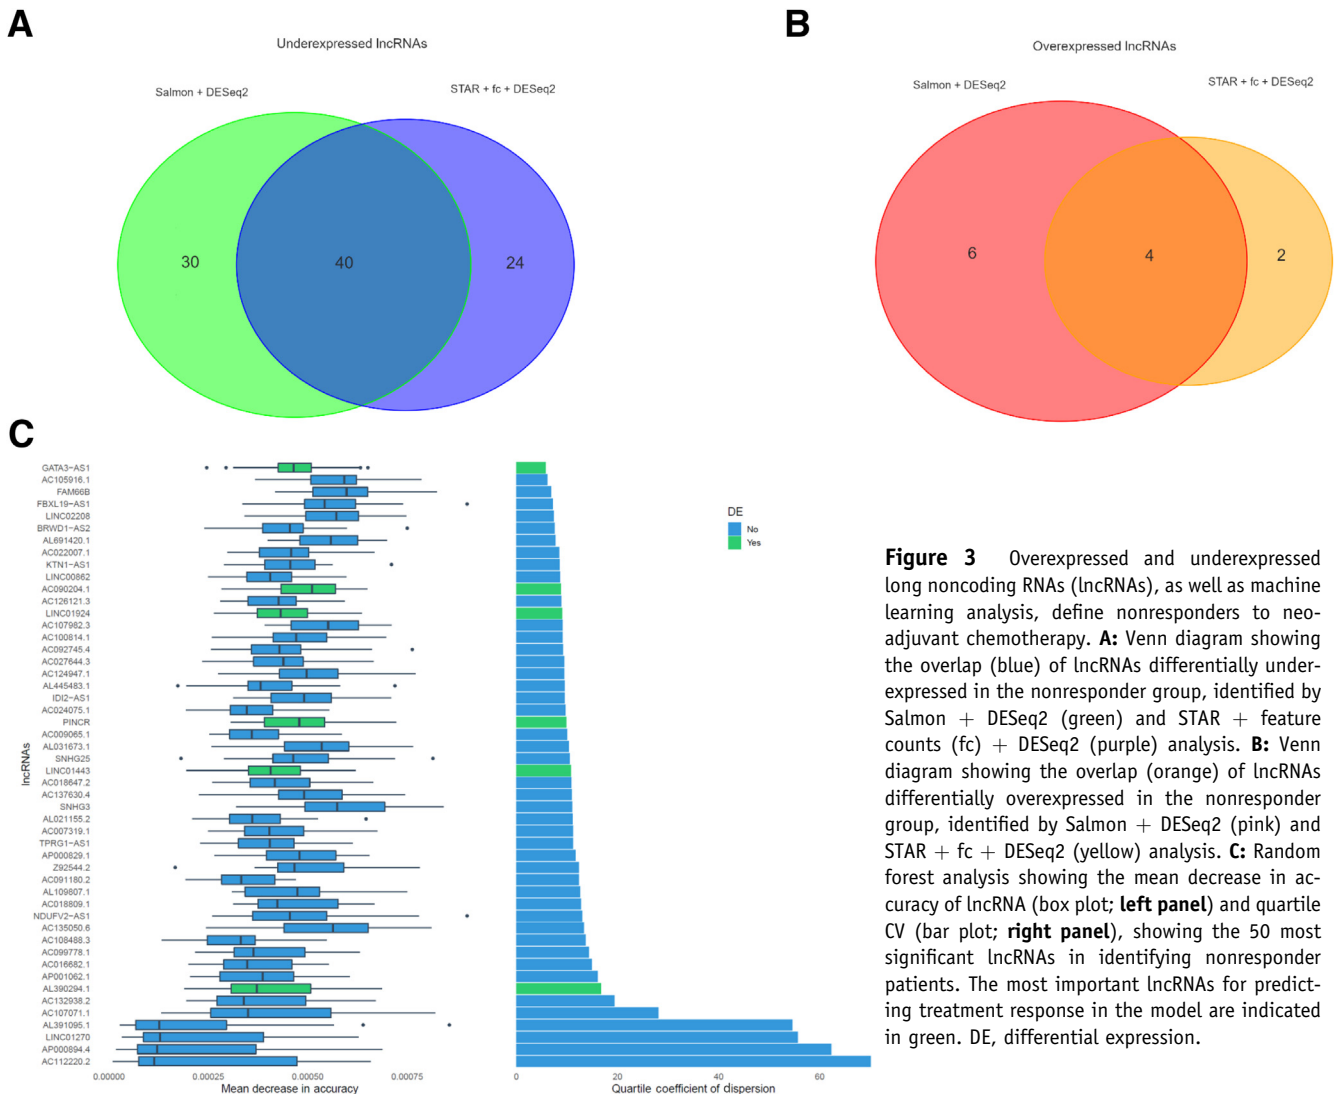 A
Underexpressed lncRNAs
Salmon + DESeq2
STAR + fc + DESeq2
30
40
24
B
Overexpressed lncRNAs
Salmon + DESeq2
STAR + fc + DESeq2
6
4
2
C
lncRNAs
GATA3−AS1
AC105916.1
FAM66B
FBXL19−AS1
LINC02208
BRWD1−AS2
AL691420.1
AC022007.1
KTN1−AS1
LINC00862
AC090204.1
AC126121.3
LINC01924
AC107982.3
AC100814.1
AC092745.4
AC027644.3
AC124947.1
AL445483.1
IDI2−AS1
AC024075.1
PINCR
AC009065.1
AL031673.1
SNHG25
LINC01443
AC018647.2
AC137630.4
SNHG3
AL021155.2
AC007319.1
TPRG1−AS1
AP000829.1
Z92544.2
AC091180.2
AL109807.1
AC018809.1
NDUFV2−AS1
AC135050.6
AC108488.3
AC099778.1
AC016682.1
AP001062.1
AL390294.1
AC132938.2
AC107071.1
AL391095.1
LINC01270
AP000894.4
AC112220.2
0.00000 0.00025 0.00050 0.00075
Mean decrease in accuracy
0 20 40 60
Quartile coefficient of dispersion
DE
No
Yes
Figure 3 Overexpressed and underexpressed
long noncoding RNAs (lncRNAs), as well as machine
learning analysis, define nonresponders to neo-
adjuvant chemotherapy. A: Venn diagram showing
the overlap (blue) of lncRNAs differentially under-
expressed in the nonresponder group, identified by
Salmon + DESeq2 (green) and STAR + feature
counts (fc) + DESeq2 (purple) analysis. B: Venn
diagram showing the overlap (orange) of lncRNAs
differentially overexpressed in the nonresponder
group, identified by Salmon + DESeq2 (pink) and
STAR + fc + DESeq2 (yellow) analysis. C: Random
forest analysis showing the mean decrease in ac-
curacy of lncRNA (box plot; left panel) and quartile
CV (bar plot; right panel), showing the 50 most
significant lncRNAs in identifying nonresponder
patients. The most important lncRNAs for predict-
ing treatment response in the model are indicated
in green. DE, differential expression.